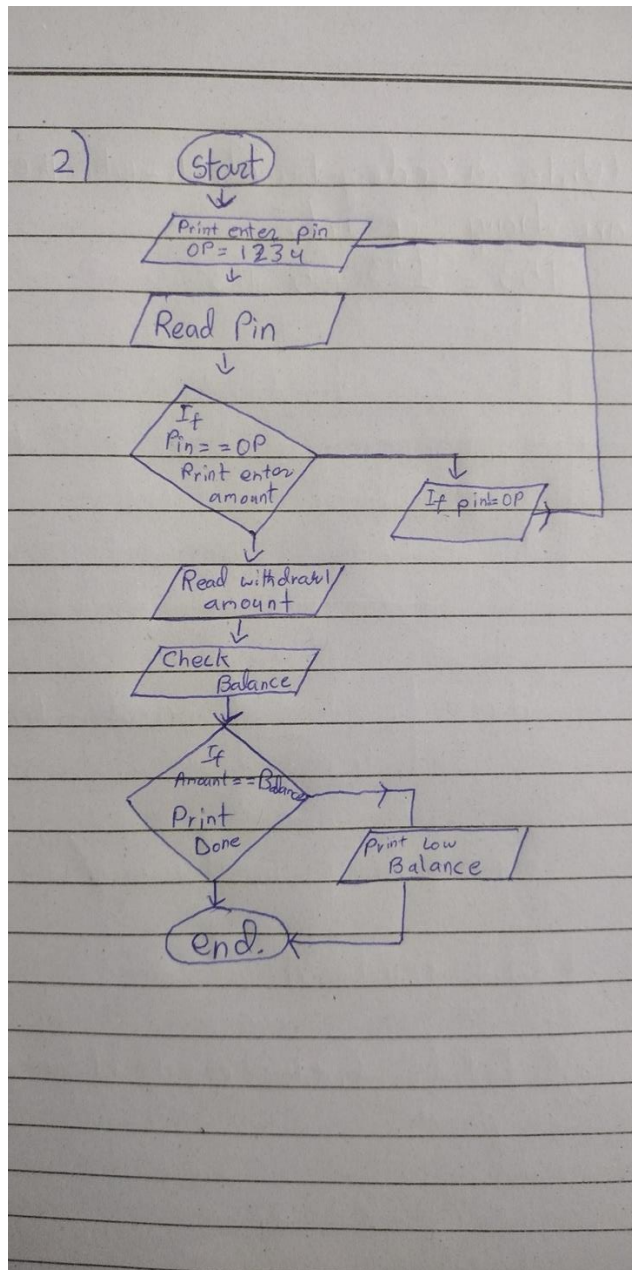 2)
Start
Print enter pin
OP = 1234
Read Pin
If
Pin = = OP
Print enter
amount
If pin!=OP
Read withdrawl
amount
Check
Balance
If
Amount == Balance
Print
Done
Print Low
Balance
end.